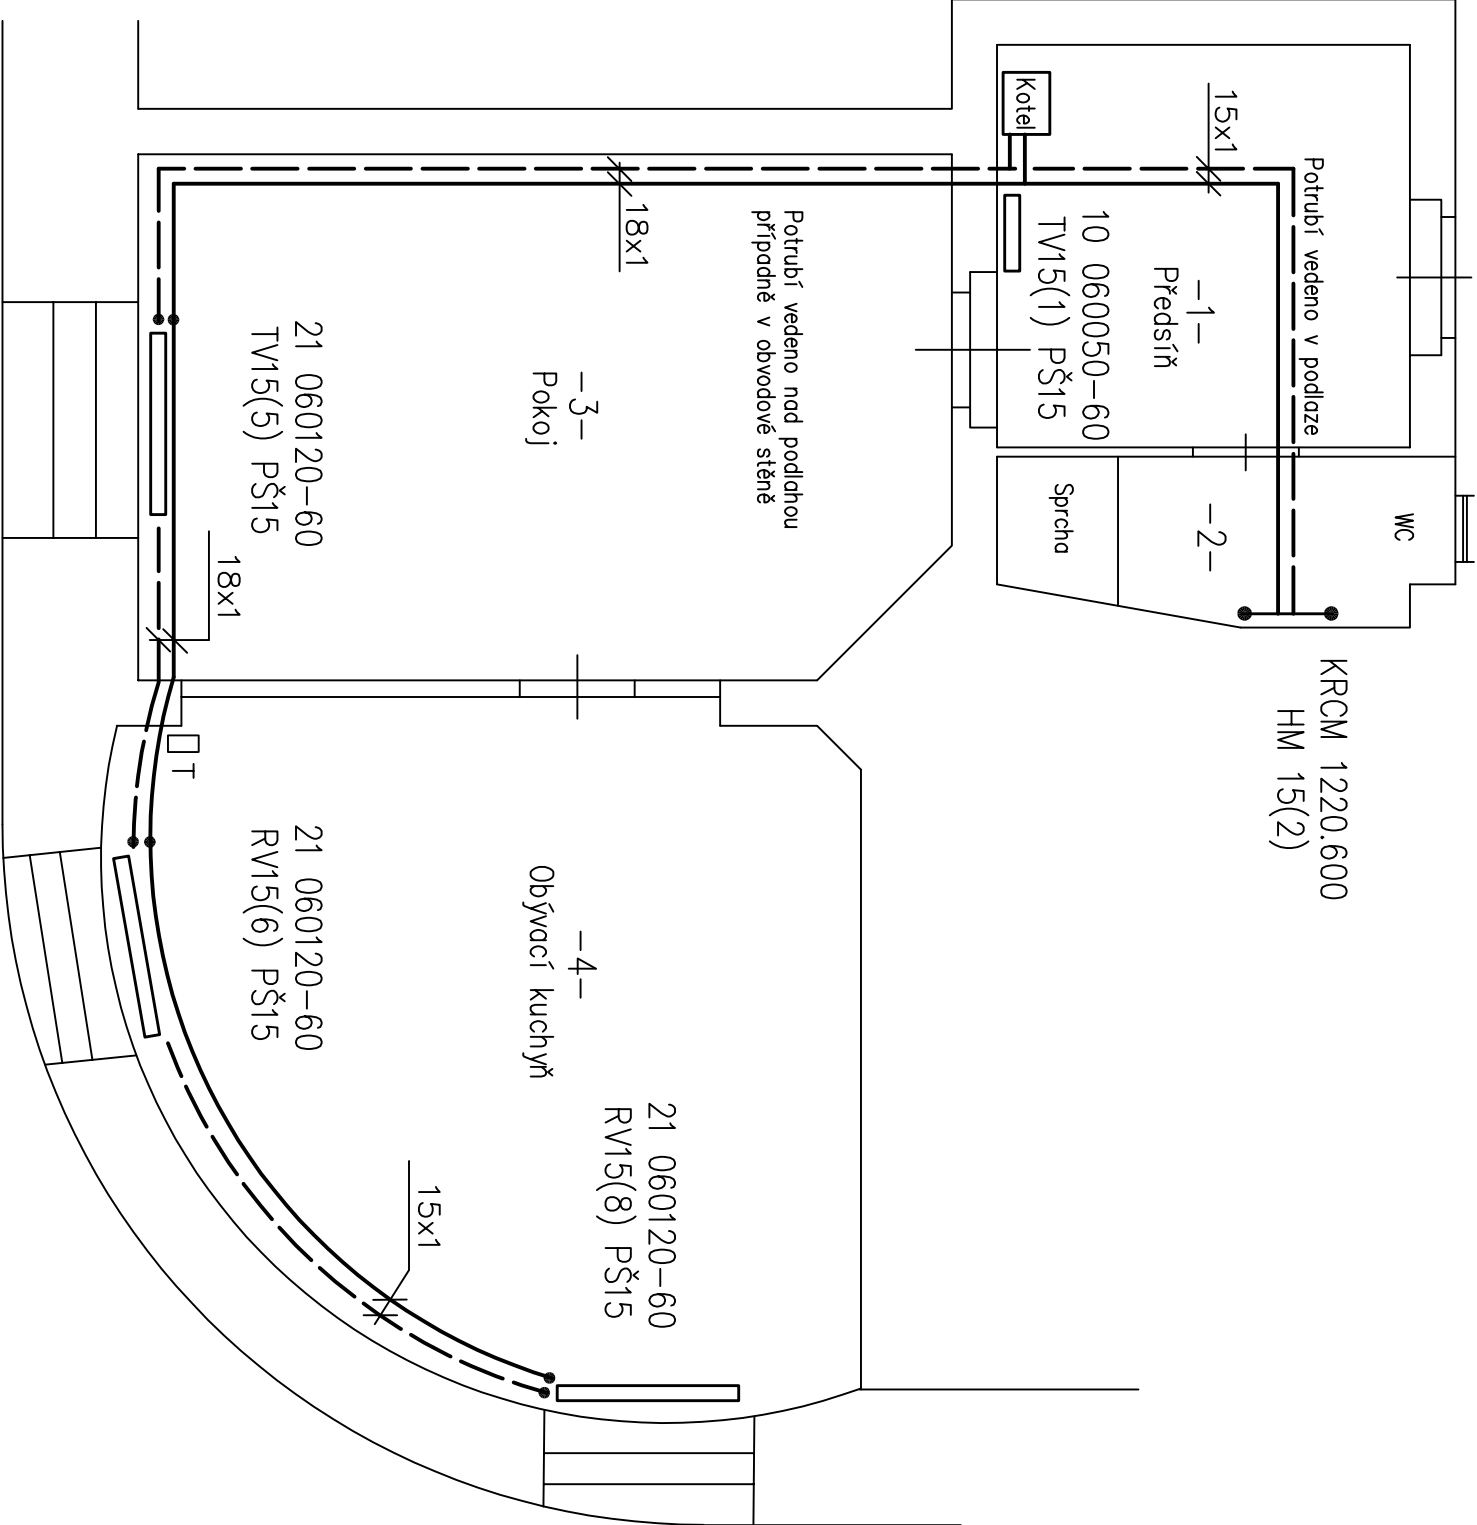 Kotel
15x1
Potrubí vedeno v podlaze
-1-
Předsíň
10 060050-60
TV15(1) PŠ15
WC
-2-
Sprcha
KRCM 1220.600
HM 15(2)
18x1
Potrubí vedeno nad podlahou
případně v obvodové stěně
-3-
Pokoj
21 060120-60
TV15(5) PŠ15
18x1
T
-4-
Obývací kuchyň
21 060120-60
RV15(6) PŠ15
21 060120-60
RV15(8) PŠ15
15x1